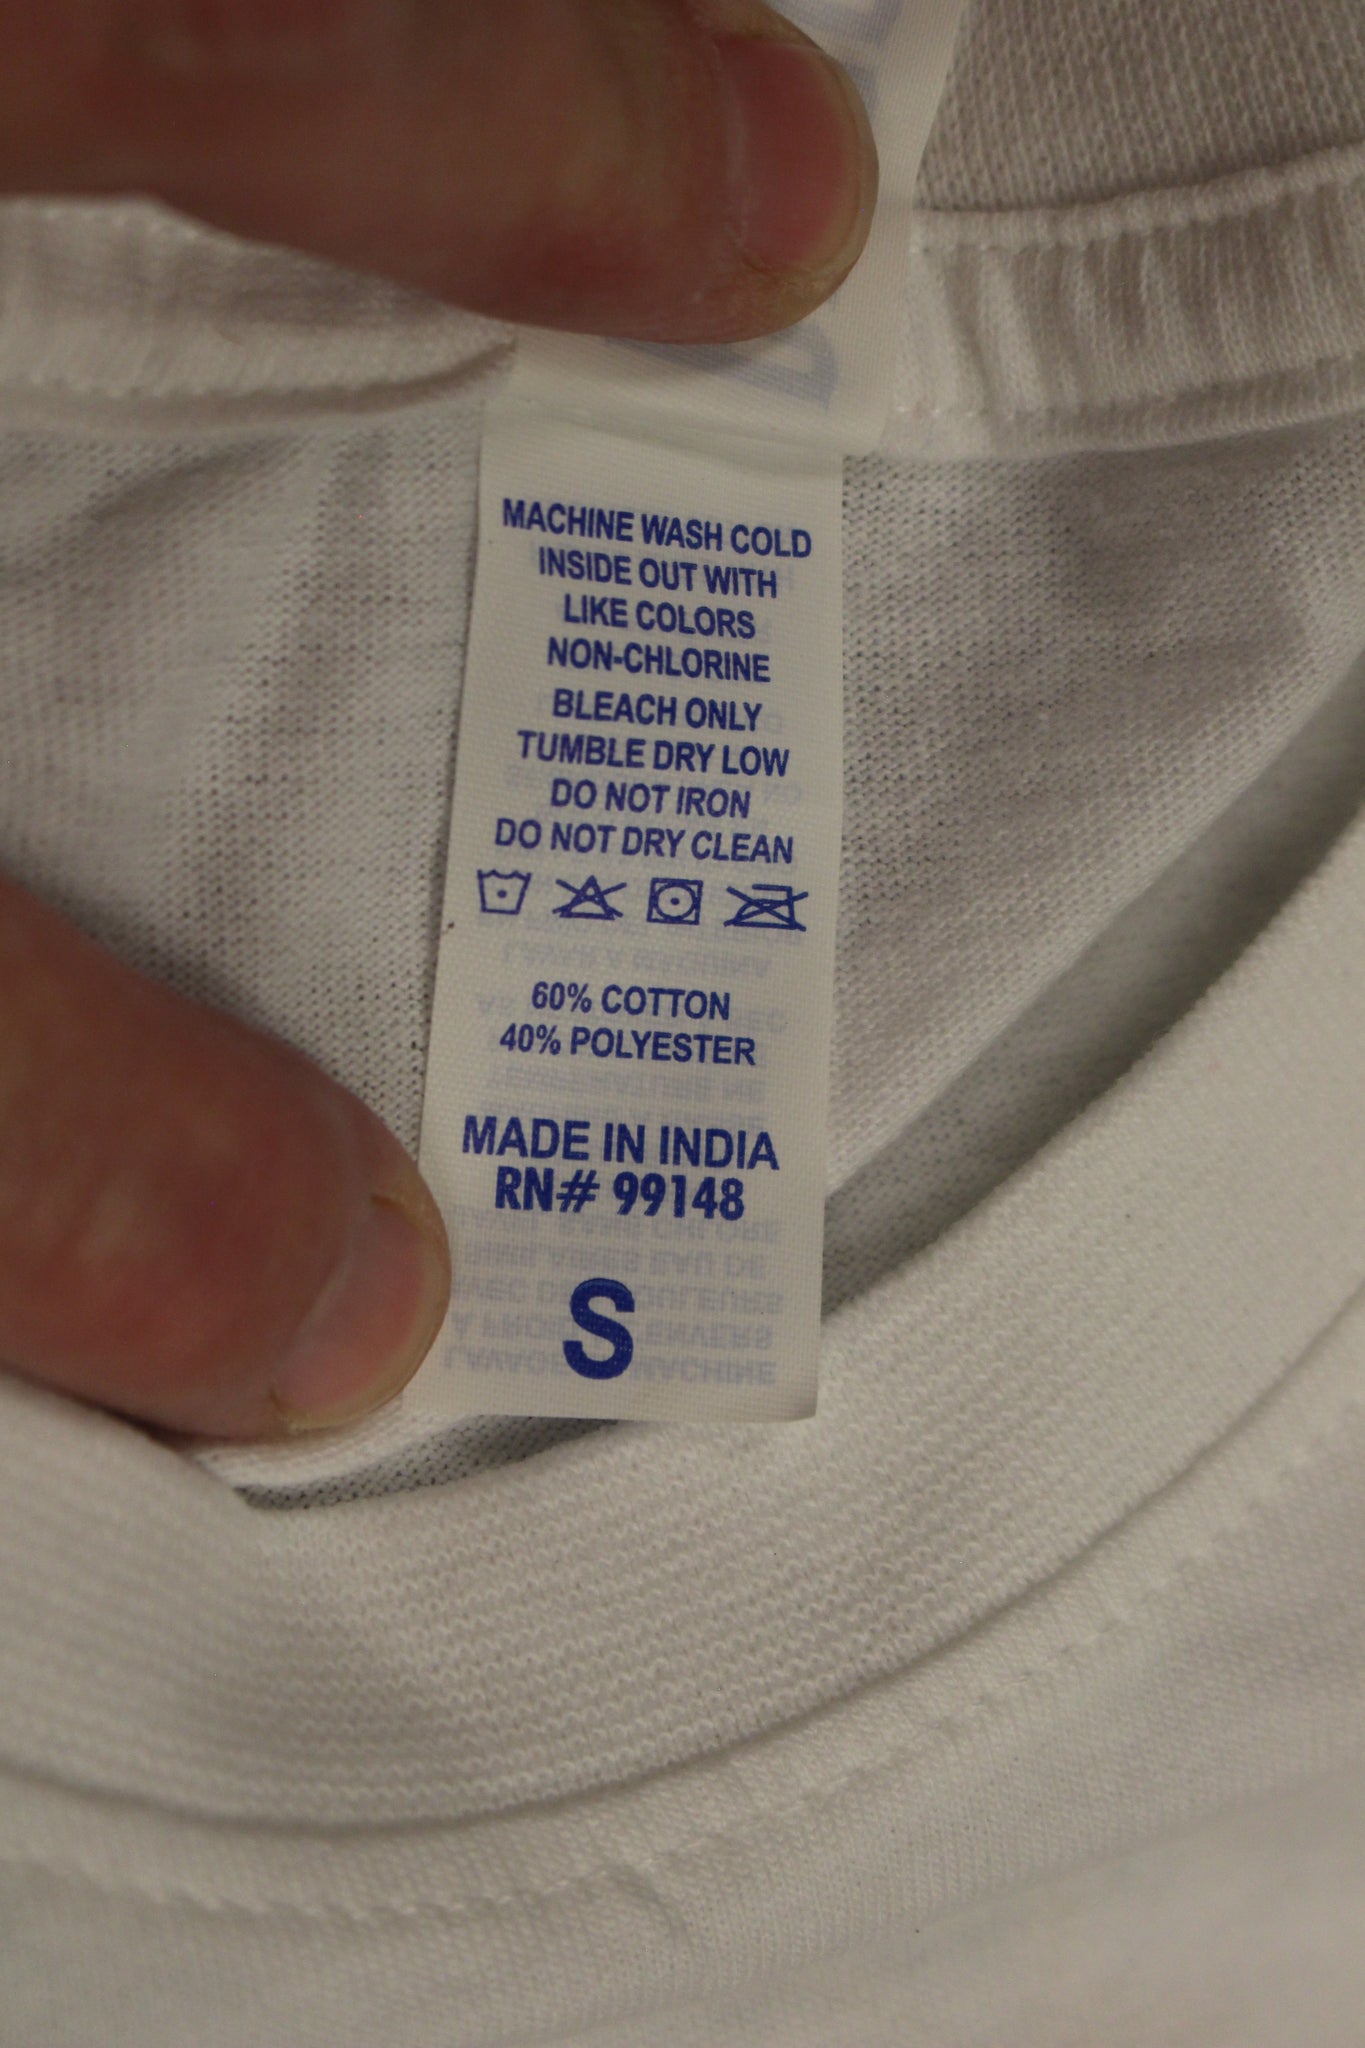 MACHINE WASH COLD
INSIDE OUT WITH
LIKE COLORS
NON-CHLORINE
BLEACH ONLY
TUMBLE DRY LOW
DO NOT IRON
DO NOT DRY CLEAN
60% COTTON
40% POLYESTER
MADE IN INDIA
RN# 99148
S